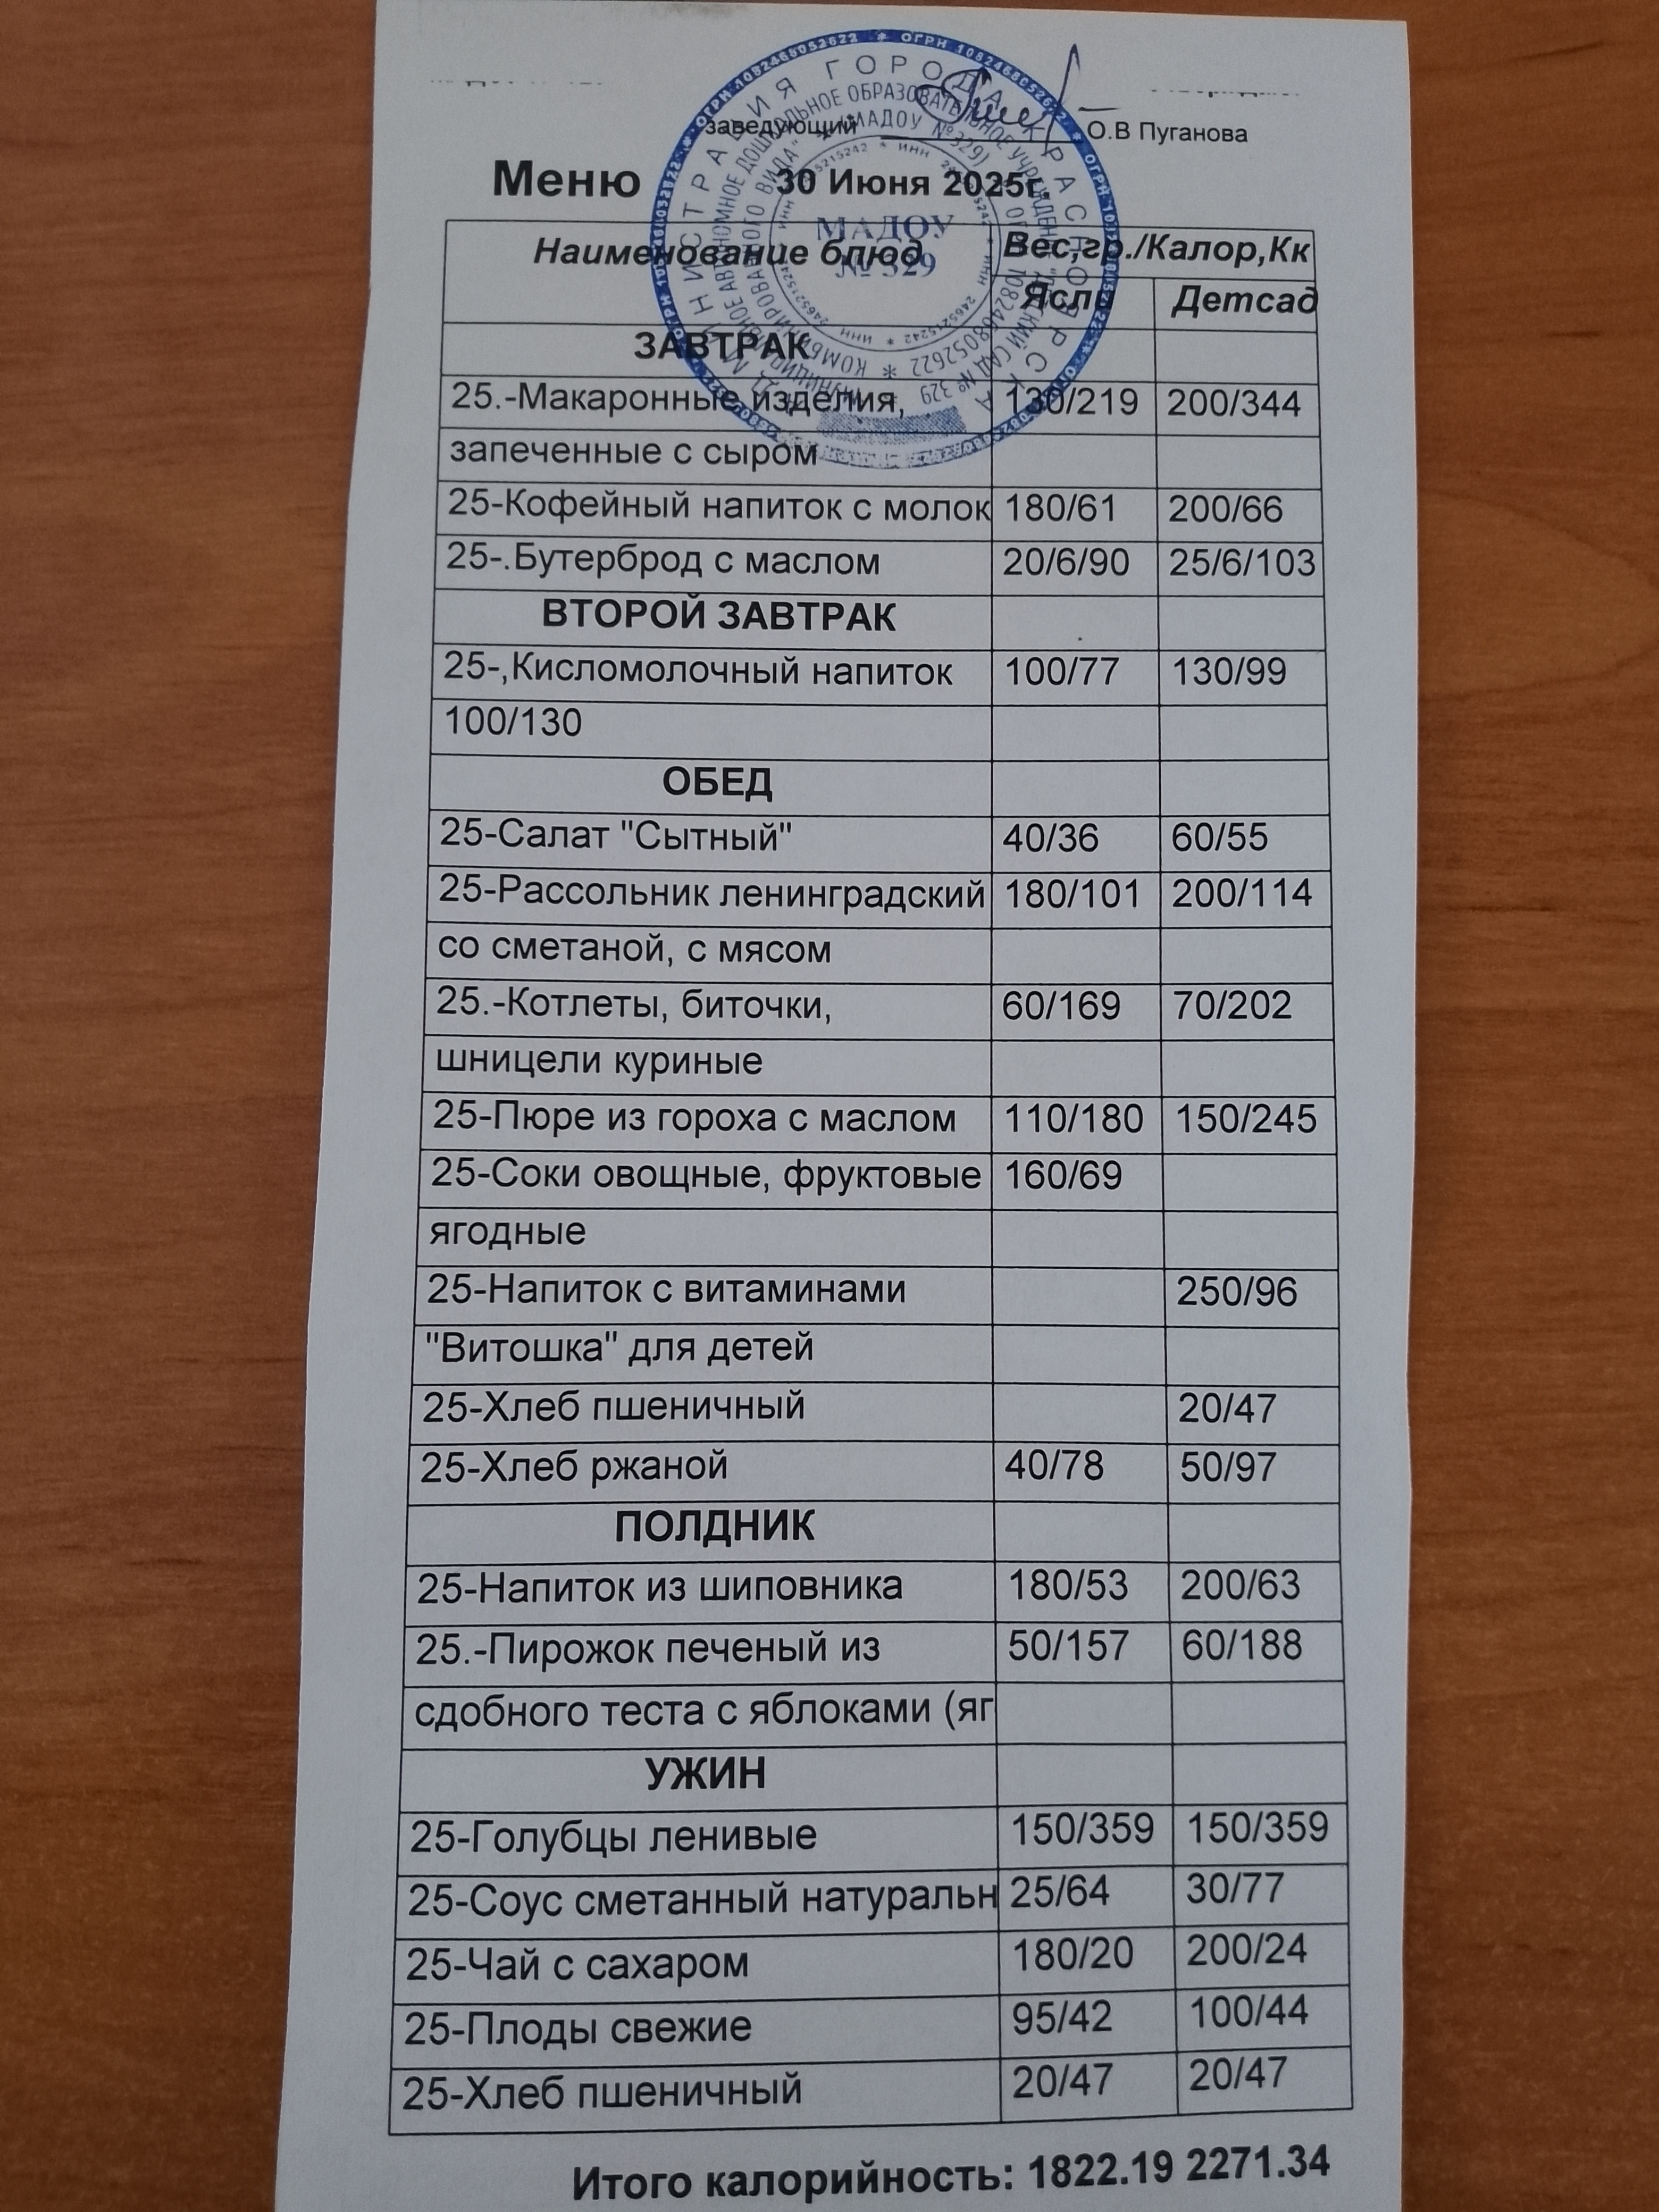 заведующий О.В Пуганова
Меню 30 Июня 2025г.
Наименование блюд Вес,гр./Калор,Кк
Ясли Детсад
МАДОУ
№ 329
ЗАВТРАК
25.-Макаронные изделия, 130/219 200/344
запеченные с сыром
25-Кофейный напиток с молок 180/61 200/66
25-.Бутерброд с маслом 20/6/90 25/6/103
ВТОРОЙ ЗАВТРАК
25-,Кисломолочный напиток 100/77 130/99
100/130
ОБЕД
25-Салат "Сытный" 40/36 60/55
25-Рассольник ленинградский 180/101 200/114
со сметаной, с мясом
25.-Котлеты, биточки, 60/169 70/202
шницели куриные
25-Пюре из гороха с маслом 110/180 150/245
25-Соки овощные, фруктовые 160/69
ягодные
25-Напиток с витаминами 250/96
"Витошка" для детей
25-Хлеб пшеничный 20/47
25-Хлеб ржаной 40/78 50/97
ПОЛДНИК
25-Напиток из шиповника 180/53 200/63
25.-Пирожок печеный из 50/157 60/188
сдобного теста с яблоками (яг
УЖИН
25-Голубцы ленивые 150/359 150/359
25-Соус сметанный натуральн 25/64 30/77
25-Чай с сахаром 180/20 200/24
25-Плоды свежие 95/42 100/44
25-Хлеб пшеничный 20/47 20/47
Итого калорийность: 1822.19 2271.34